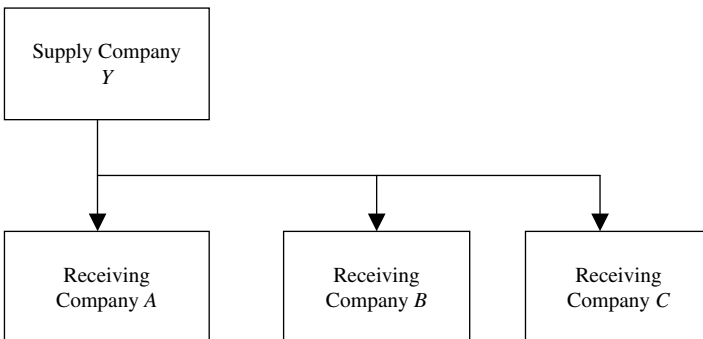 Supply Company
Y
Receiving
Company A
Receiving
Company B
Receiving
Company C